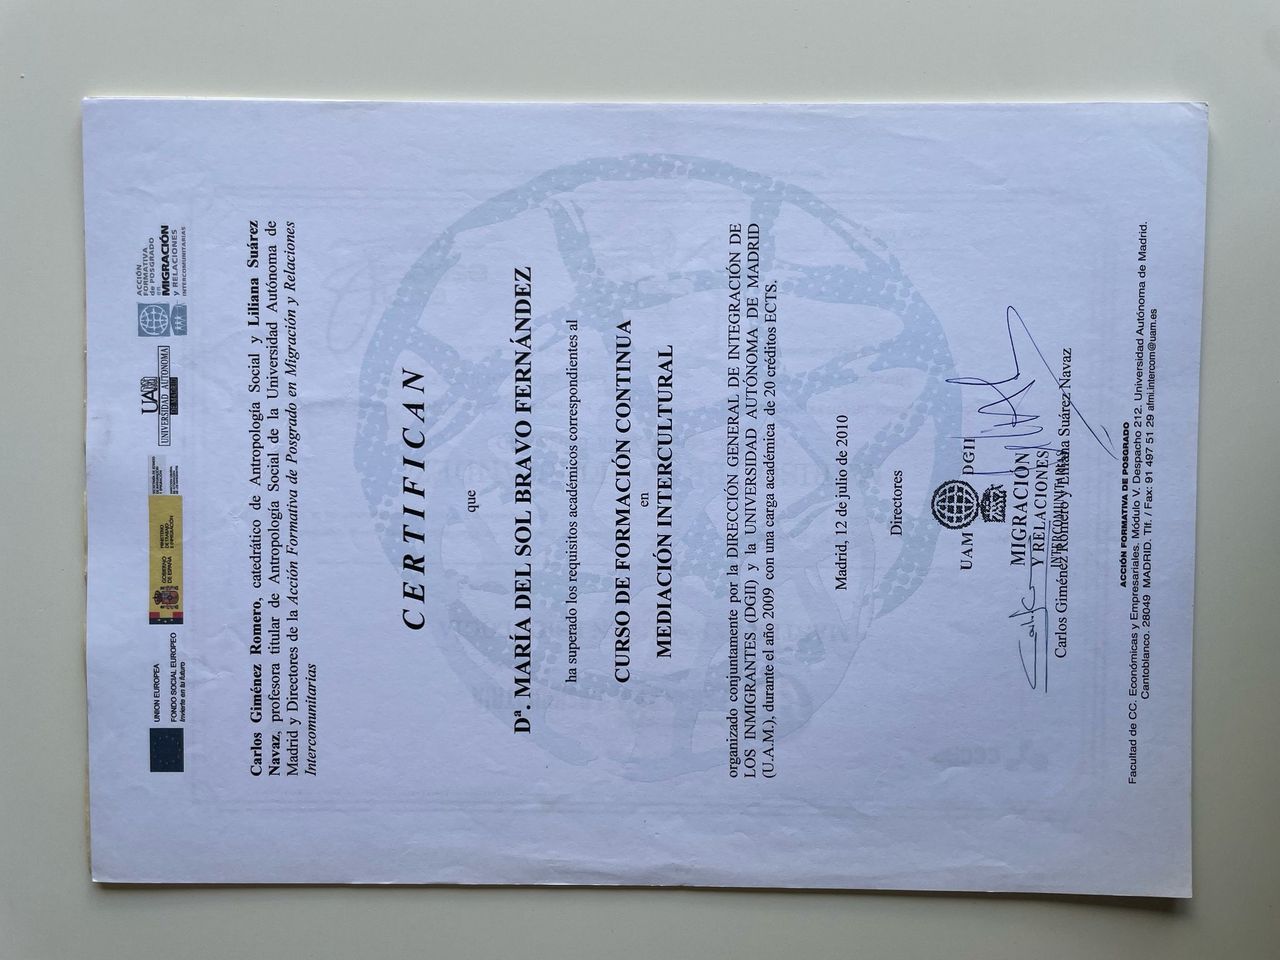 UNION EUROPEA
FONDO SOCIAL EUROPEO
Invierte en tu futuro
GOBIERNO
DE ESPAÑA
MINISTERIO
DE TRABAJO
E INMIGRACIÓN
UNIVERSIDAD AUTONOMA
DE MADRID
ACCIÓN
FORMATIVA
de POSGRADO
en
MIGRACIÓN
y RELACIONES
INTERCOMUNITARIAS
Carlos Giménez Romero, catedrático de Antropología Social y Liliana Suárez
Navaz, profesora titular de Antropología Social de la Universidad Autónoma de
Madrid y Directores de la Acción Formativa de Posgrado en Migración y Relaciones
Intercomunitarias
CERTIFICAN
que
Dª. MARÍA DEL SOL BRAVO FERNÁNDEZ
ha superado los requisitos académicos correspondientes al
CURSO DE FORMACIÓN CONTINUA
en
MEDIACIÓN INTERCULTURAL
organizado conjuntamente por la DIRECCIÓN GENERAL DE INTEGRACIÓN DE
LOS INMIGRANTES (DGII) y la UNIVERSIDAD AUTÓNOMA DE MADRID
(U.A.M.), durante el año 2009 con una carga académica de 20 créditos ECTS.
Madrid, 12 de julio de 2010
Directores
UAM DGII
MIGRACIÓN
Y RELACIONES
INTERCOMUNITARIAS
Carlos Giménez Romero y Liliana Suárez Navaz
ACCIÓN FORMATIVA DE POSGRADO
Facultad de CC. Económicas y Empresariales. Módulo V. Despacho 212. Universidad Autónoma de Madrid.
Cantoblanco. 28049 MADRID. Tlf. / Fax: 91 497 51 29 afmi.intercom@uam.es